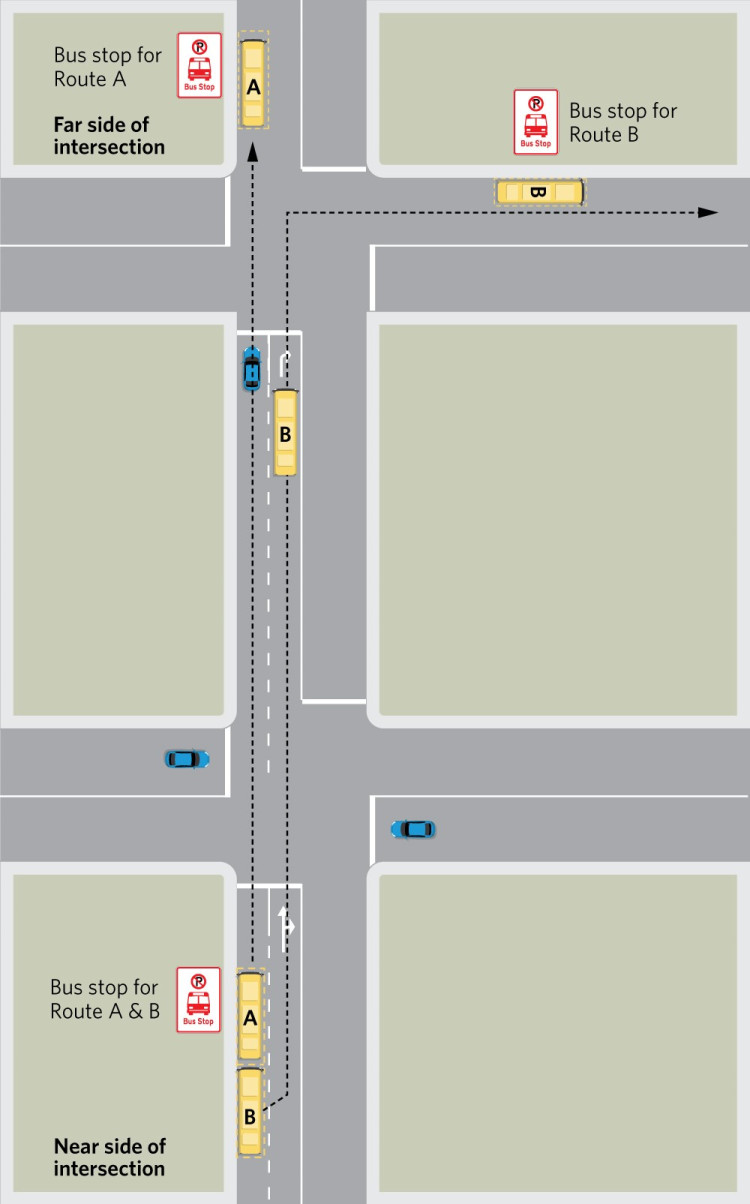 Bus stop for
Route A
P
Bus Stop
A
Far side of
intersection
P
Bus Stop
Bus stop for
Route B
B
B
Bus stop for
Route A & B
P
Bus Stop
A
B
Near side of
intersection